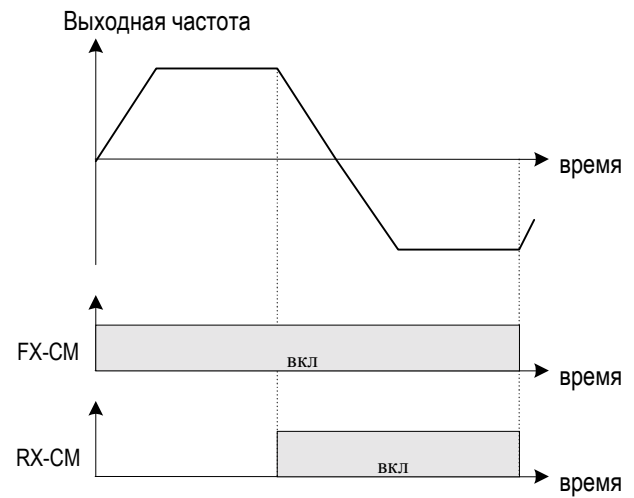 Выходная частота
время
FX-CM
вкл
время
RX-CM
вкл
время